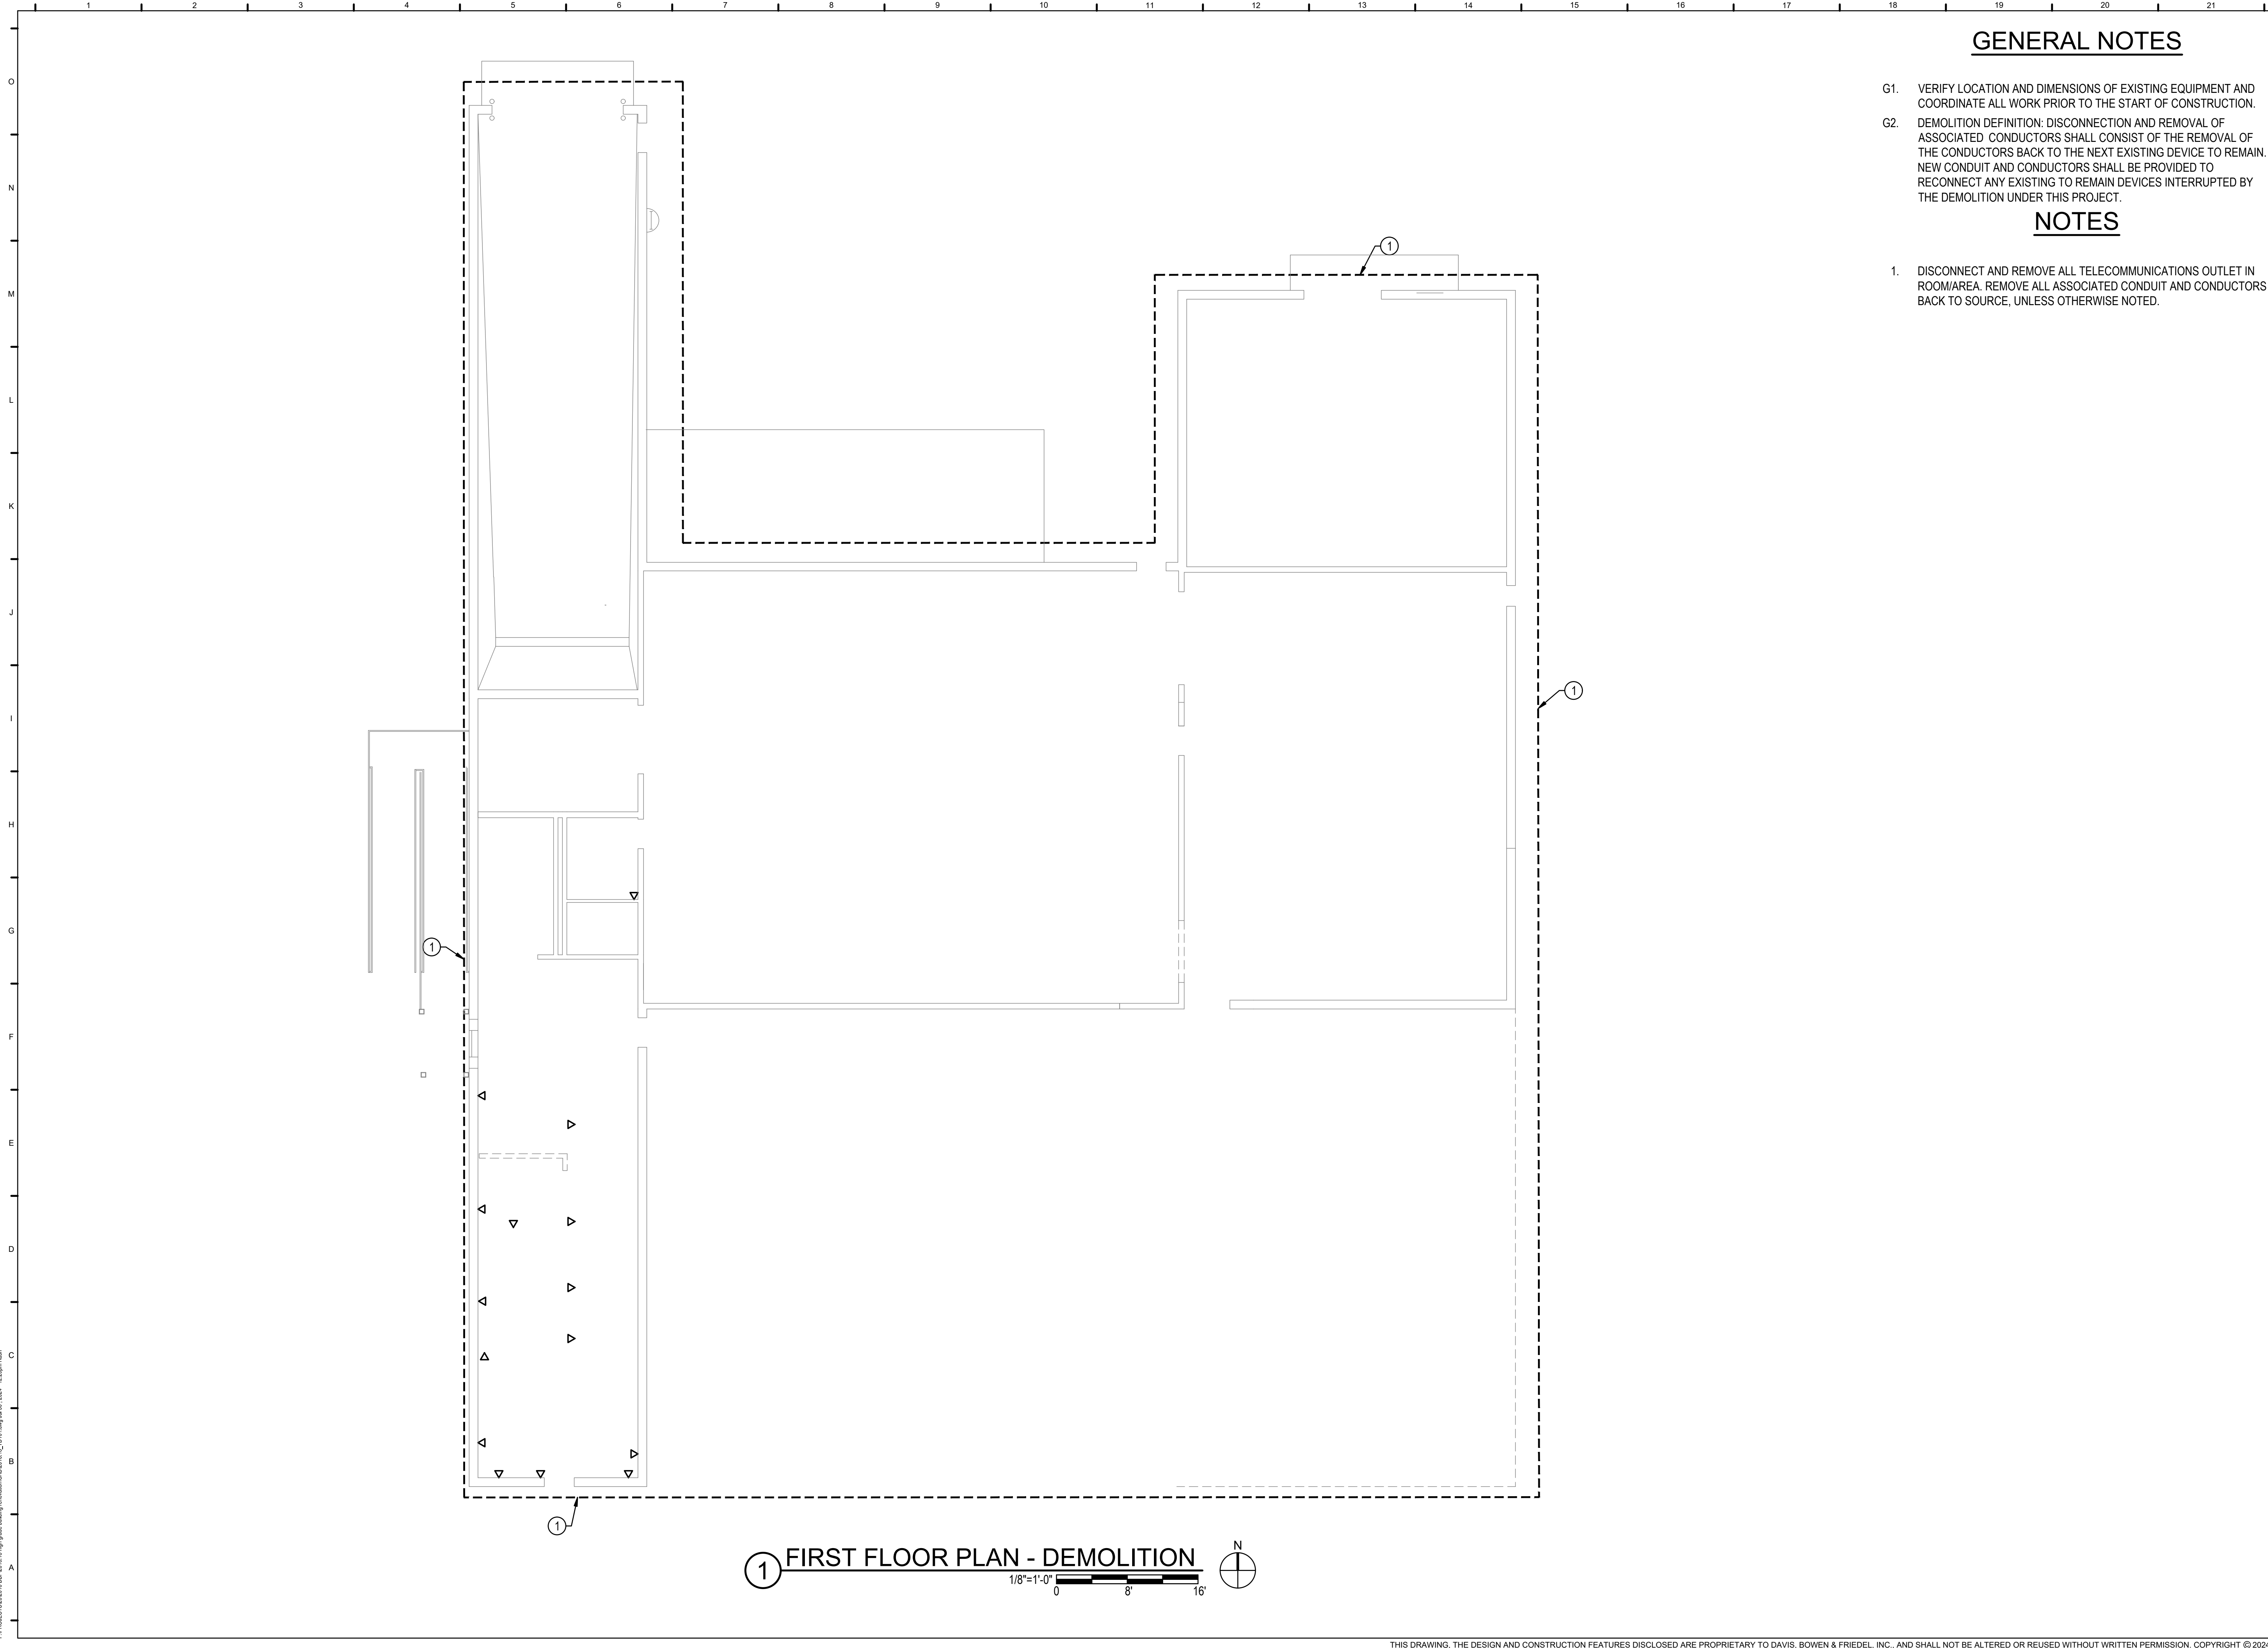 1 2 3 4 5 6 7 8 9 10 11 12 13 14 15 16 17 18 19 20 21
O
N
M
L
K
J
I
H
G
F
E
D
C
B
A
GENERAL NOTES
G1. VERIFY LOCATION AND DIMENSIONS OF EXISTING EQUIPMENT AND
COORDINATE ALL WORK PRIOR TO THE START OF CONSTRUCTION.
G2. DEMOLITION DEFINITION: DISCONNECTION AND REMOVAL OF
ASSOCIATED CONDUCTORS SHALL CONSIST OF THE REMOVAL OF
THE CONDUCTORS BACK TO THE NEXT EXISTING DEVICE TO REMAIN.
NEW CONDUIT AND CONDUCTORS SHALL BE PROVIDED TO
RECONNECT ANY EXISTING TO REMAIN DEVICES INTERRUPTED BY
THE DEMOLITION UNDER THIS PROJECT.
NOTES
1. DISCONNECT AND REMOVE ALL TELECOMMUNICATIONS OUTLET IN
ROOM/AREA. REMOVE ALL ASSOCIATED CONDUIT AND CONDUCTORS
BACK TO SOURCE, UNLESS OTHERWISE NOTED.
1
1
1
1
1 FIRST FLOOR PLAN - DEMOLITION
N
1/8"=1'-0"
0 8' 16'
THIS DRAWING, THE DESIGN AND CONSTRUCTION FEATURES DISCLOSED ARE PROPRIETARY TO DAVIS, BOWEN & FRIEDEL, INC., AND SHALL NOT BE ALTERED OR REUSED WITHOUT WRITTEN PERMISSION. COPYRIGHT ©